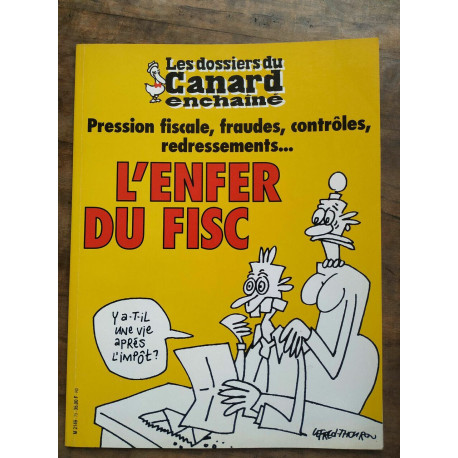 Les dossiers du
Canard
enchaîné
Pression fiscale, fraudes, contrôles,
redressements...
L'ENFER
DU FISC
Y A-T-IL
UNE VIE
APRÈS
L'IMPÔT?
LEFRED-THOURON